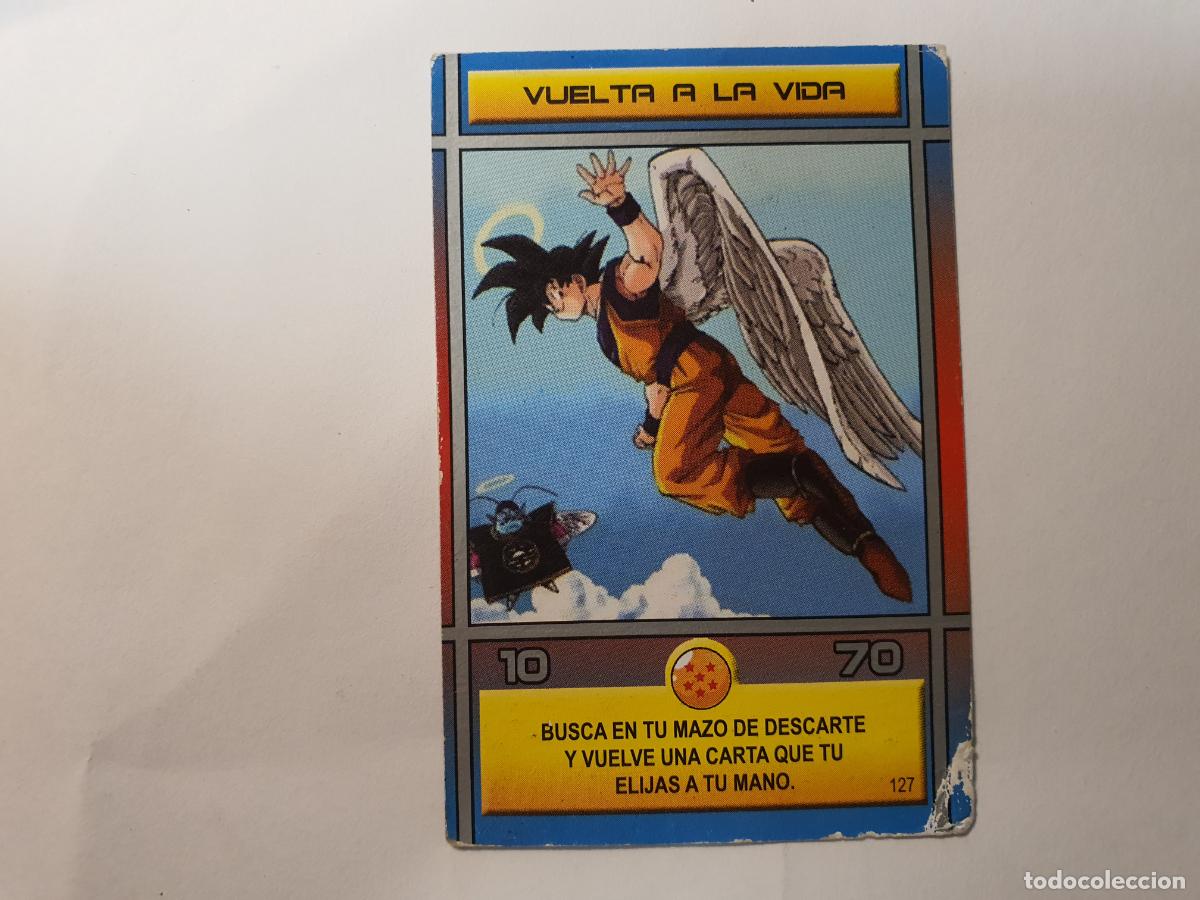 VUELTA A LA VIDA
10
70
BUSCA EN TU MAZO DE DESCARTE
Y VUELVE UNA CARTA QUE TU
ELIJAS A TU MANO.
127
todocoleccion